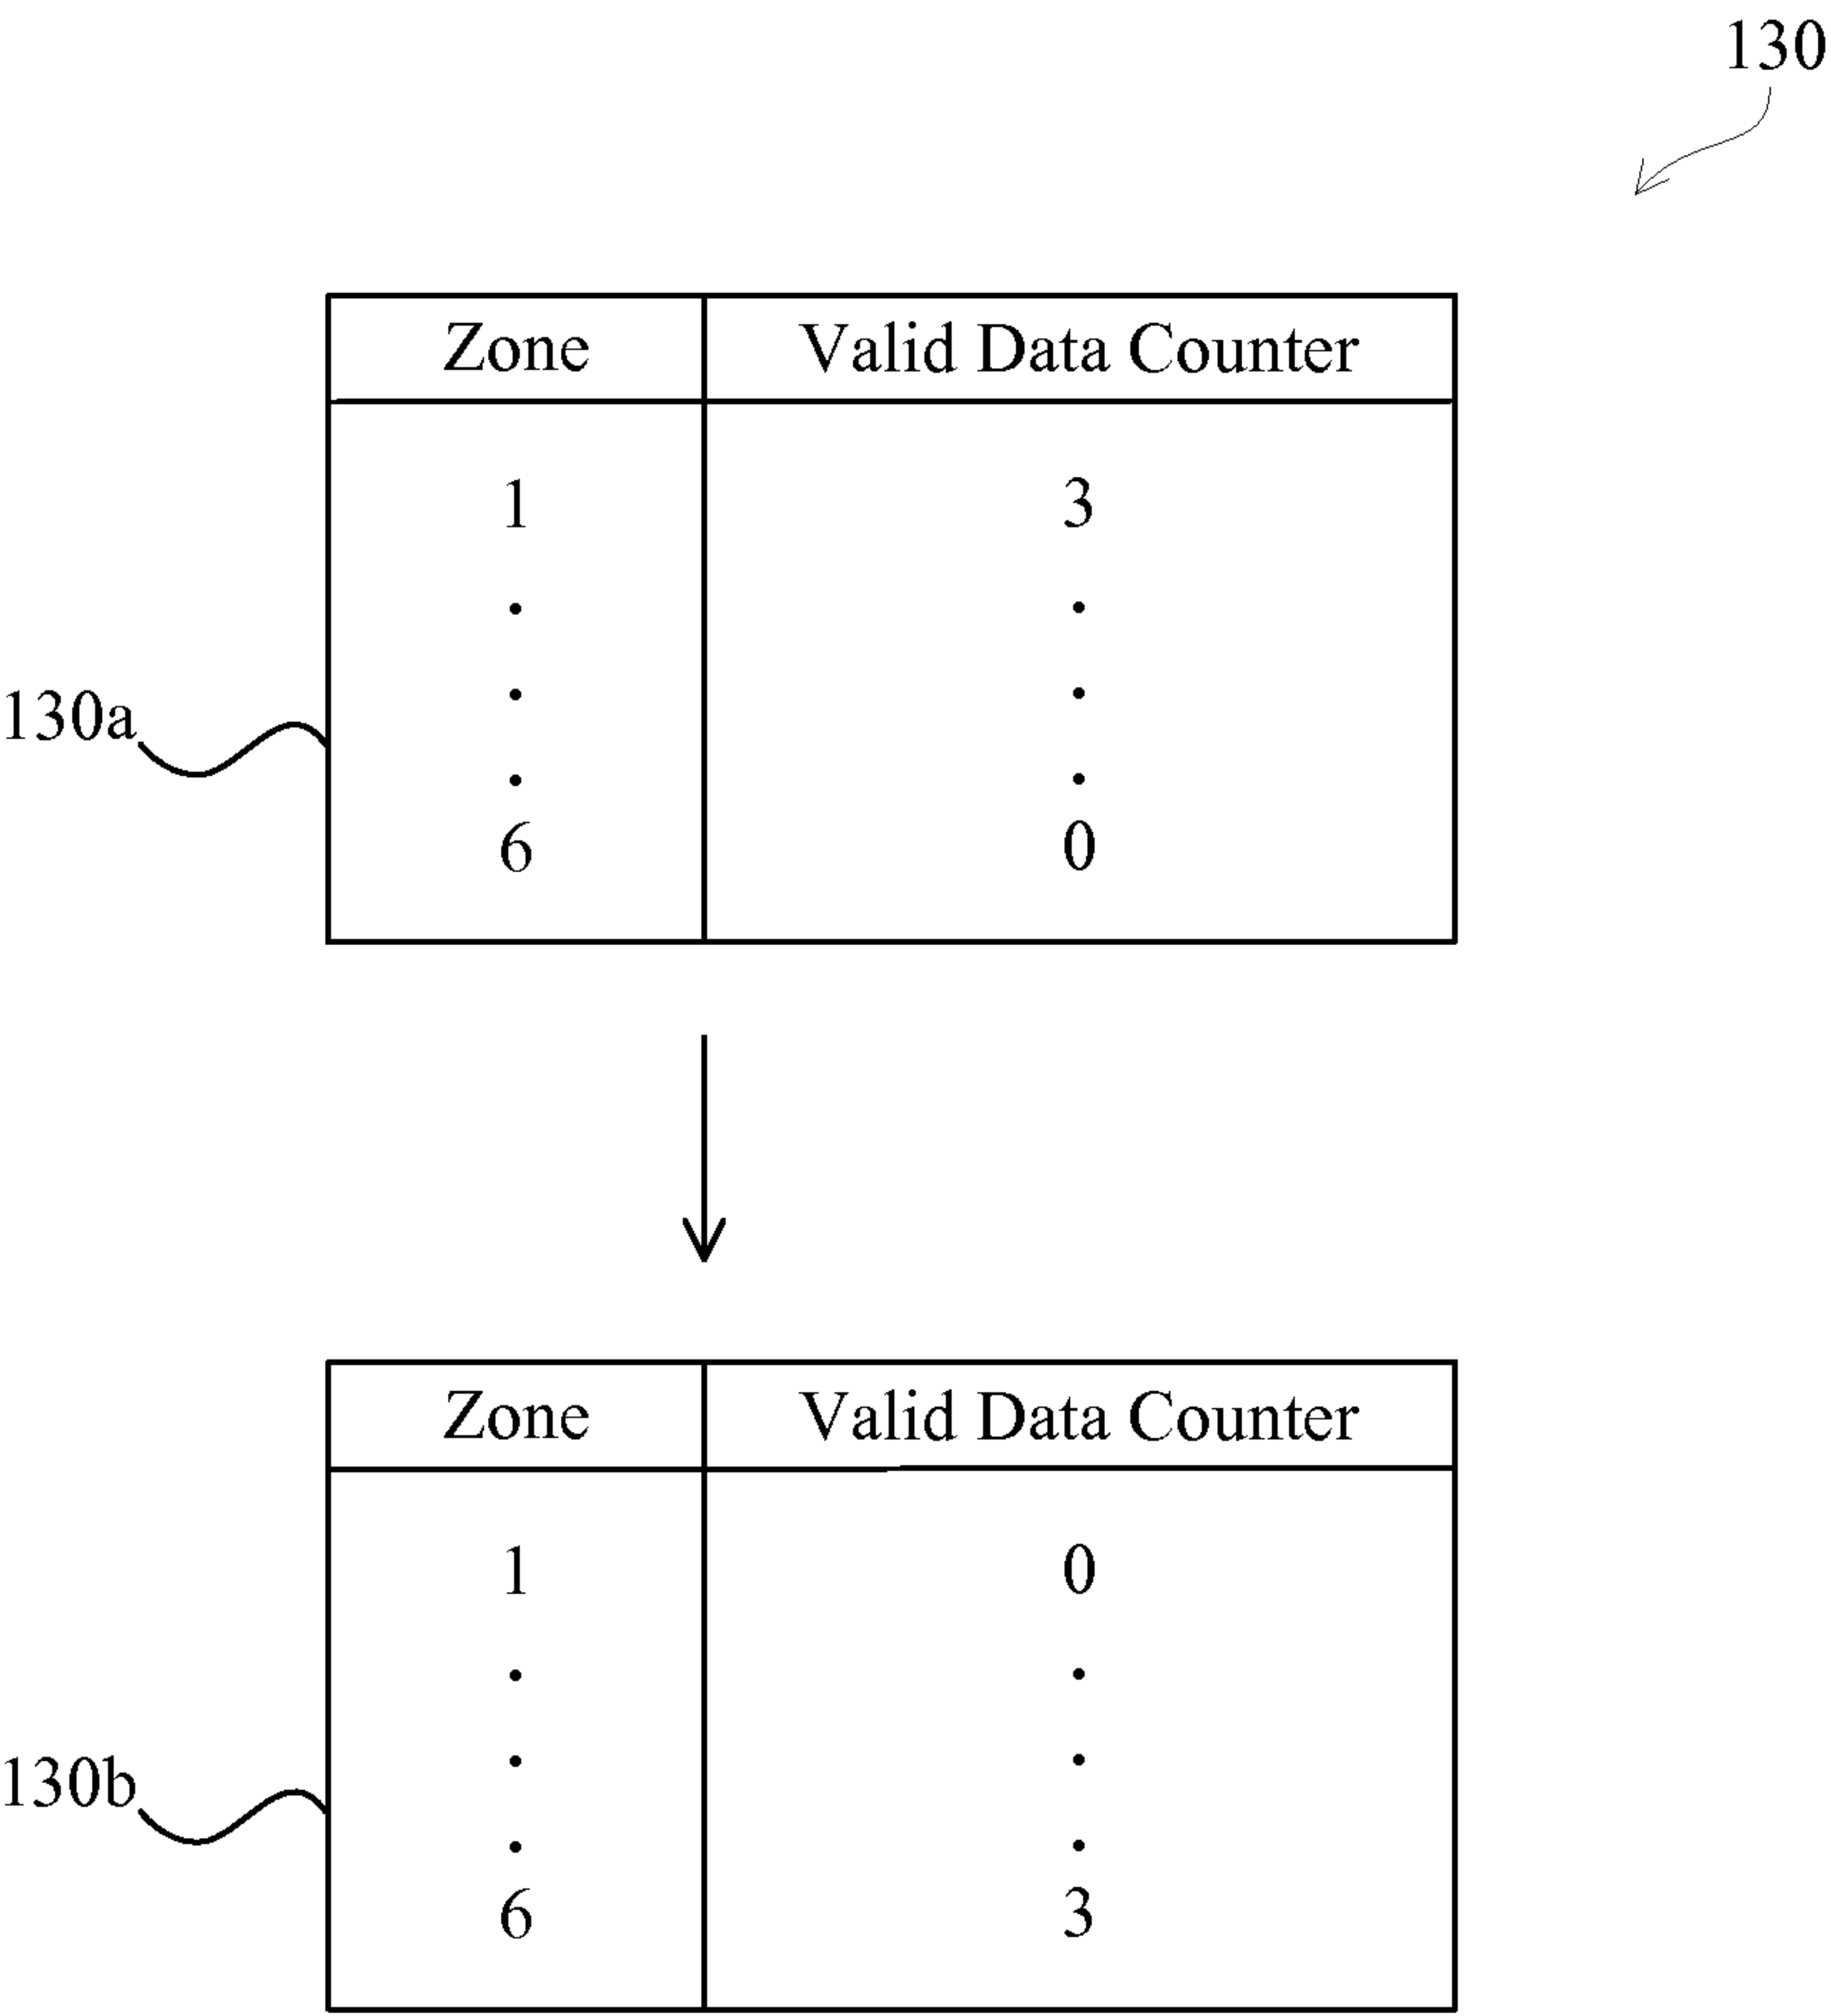 130
Zone Valid Data Counter
1 3
. .
. .
130a
. .
6 0
Zone Valid Data Counter
1 0
. .
. .
130b
. .
6 3